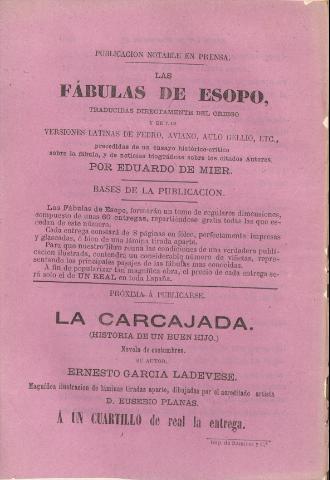 PUBLICACION NOTABLE EN PRENSA.
LAS
FÁBULAS DE ESOPO,
TRADUCIDAS DIRECTAMENTE DEL GRIEGO
Y DE LAS
VERSIONES LATINAS DE FEDRO, AVIANO, AULO GELLIO, ETC.,
precedidas de un ensayo histórico-crítico
sobre la fábula, y de noticias biográficas sobre los citados Autores,
POR EDUARDO DE MIER.
BASES DE LA PUBLICACION.
Las Fábulas de Esopo, formarán un tomo de regulares dimensiones,
compuesto de unas 60 entregas, repartiéndose gratis todas las que es-
cedan de este número.
Cada entrega constará de 8 páginas en fólio, perfectamente impresas
y glaceadas, ó bien de una lámina tirada aparte.
Para que nuestro libro reuna las condiciones de una verdadera publi-
cacion ilustrada, contendrá un considerable número de viñetas, repre-
sentando los principales pasajes de las fábulas mas conocidas.
A fin de popularizar tan magnífica obra, el precio de cada entrega se-
rá solo el de UN REAL en toda España.
PRÓXIMA Á PUBLICARSE.
LA CARCAJADA.
(HISTORIA DE UN BUEN HIJO.)
Novela de costumbres.
SU AUTOR,
ERNESTO GARCIA LADEVESE.
Magnífica ilustracion de láminas tiradas aparte, dibujadas por el acreditado artista
D. EUSEBIO PLANAS.
Á UN CUARTILLO de real la entrega.
Imp. de Ramirez y C.ª